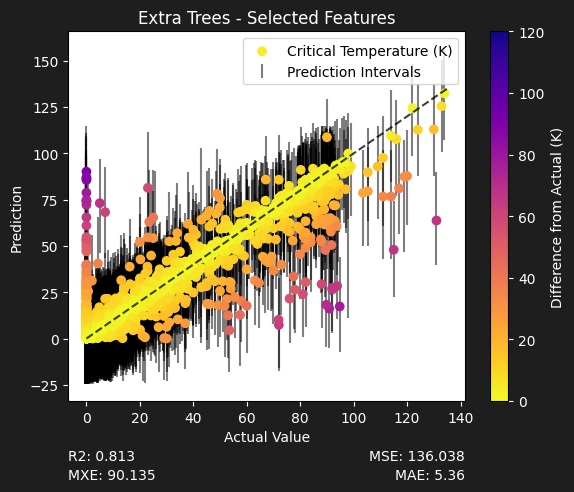 Extra Trees - Selected Features
Critical Temperature (K)
Prediction Intervals
150
125
100
75
50
25
0
−25
Prediction
0
20
40
60
80
100
120
140
Actual Value
120
100
80
60
40
20
0
Difference from Actual (K)
R2: 0.813
MSE: 136.038
MXE: 90.135
MAE: 5.36